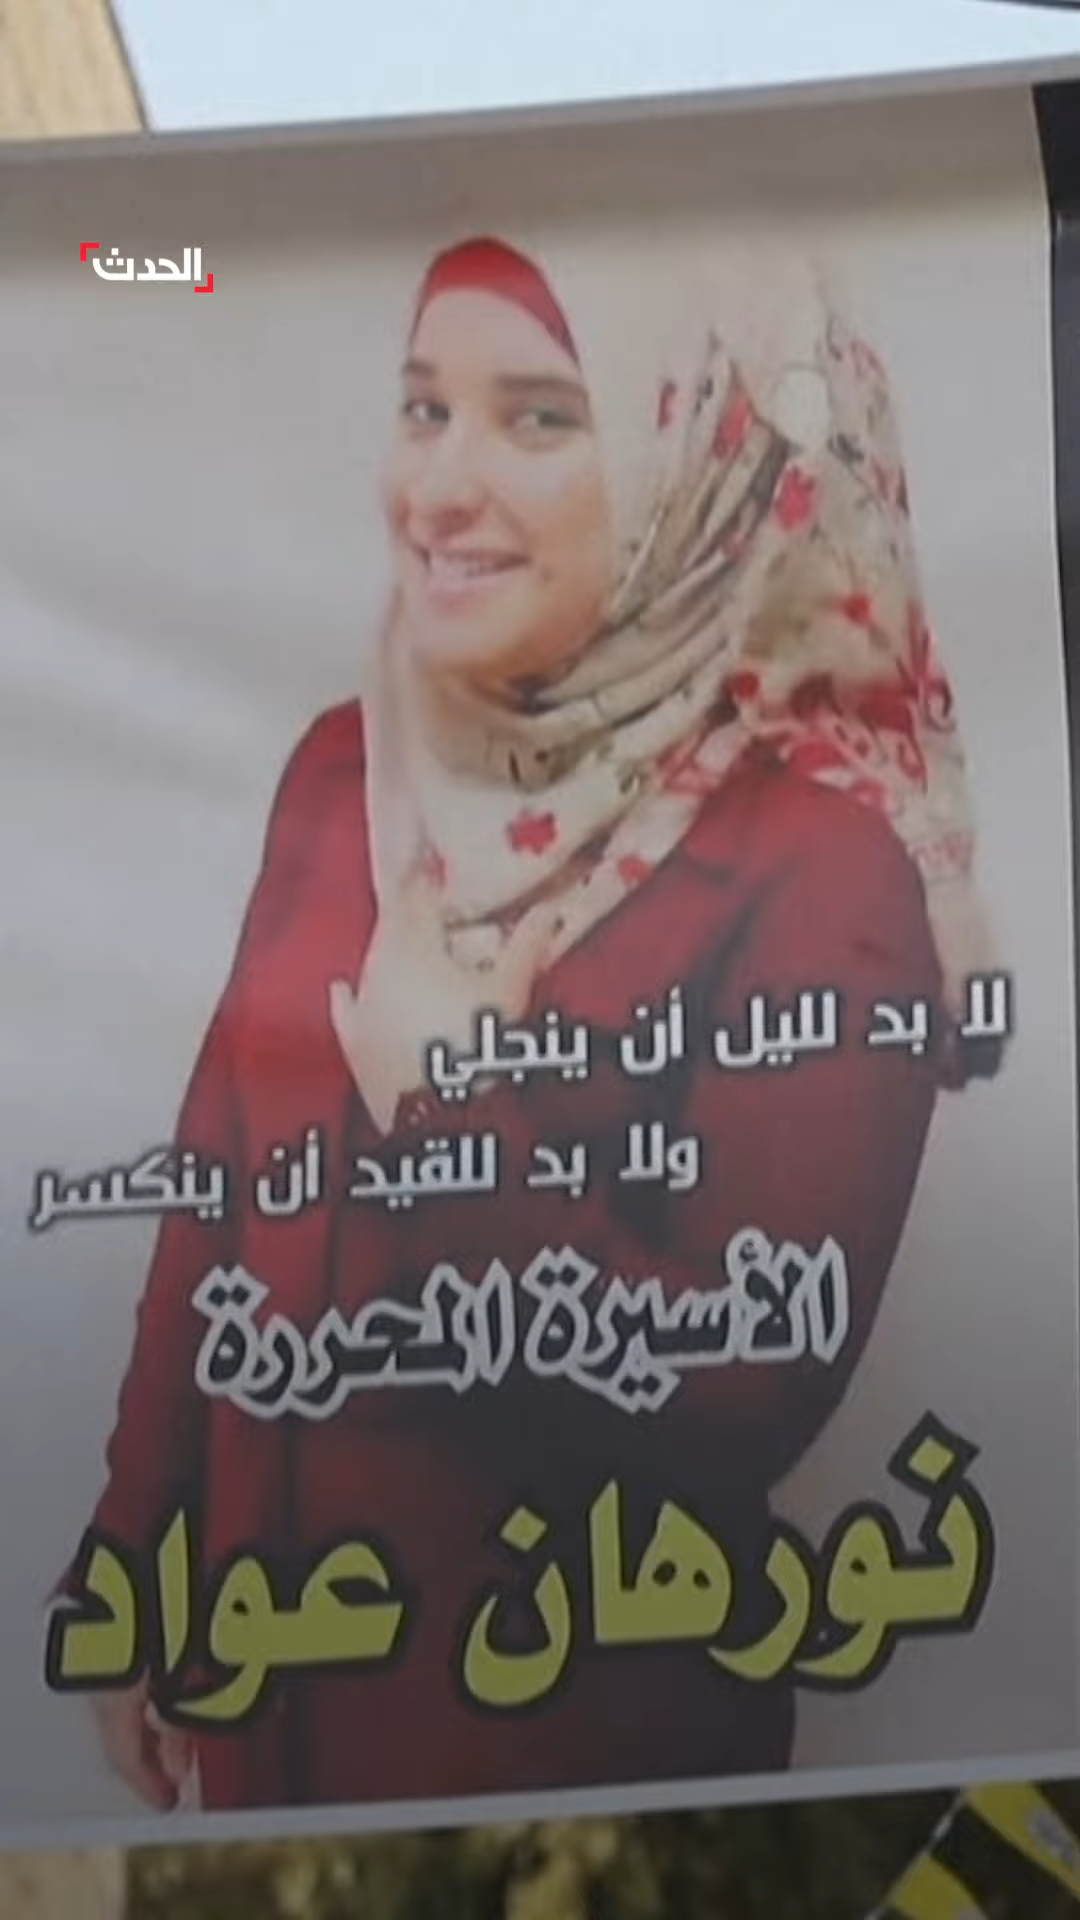 الحدث
لا بد لليل أن ينجلي
ولا بد للقيد أن ينكسر
الأسيرة المحررة
نورهان عواد